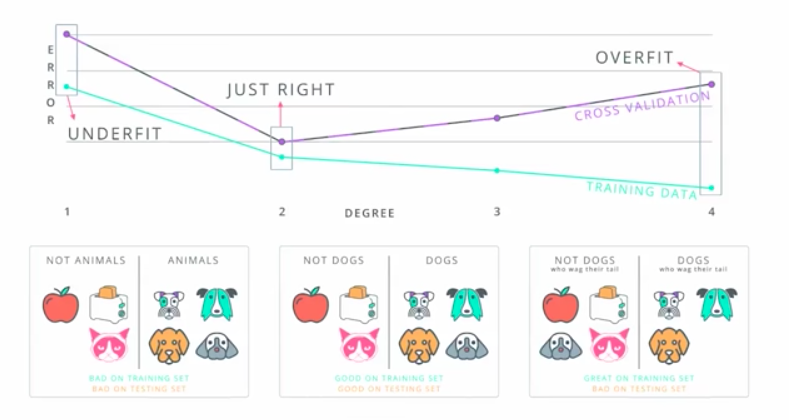 ERROR
OVERFIT
JUST RIGHT
CROSS VALIDATION
UNDERFIT
TRAINING DATA
1 2 DEGREE 3 4
NOT ANIMALS ANIMALS
BAD ON TRAINING SET
BAD ON TESTING SET
NOT DOGS DOGS
GOOD ON TRAINING SET
GOOD ON TESTING SET
NOT DOGS DOGS
who wag their tail who wag their tail
GREAT ON TRAINING SET
BAD ON TESTING SET